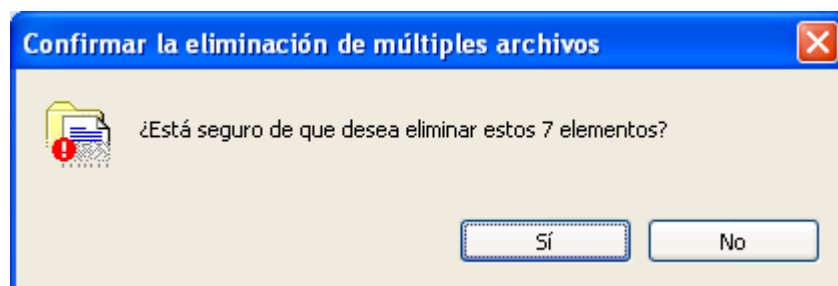 Confirmar la eliminación de múltiples archivos
¿Está seguro de que desea eliminar estos 7 elementos?
Sí
No